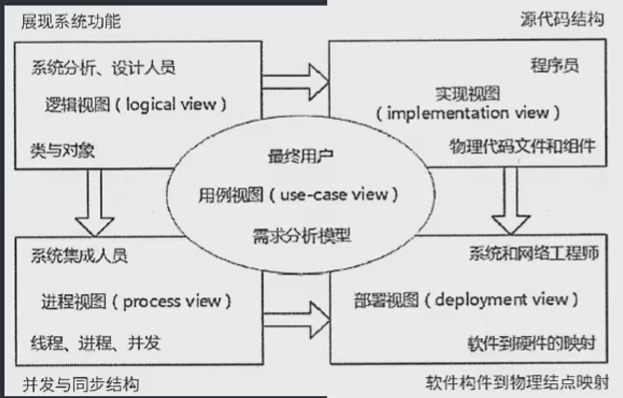 展现系统功能
源代码结构
系统分析、设计人员
逻辑视图（logical view）
类与对象
程序员
实现视图
（implementation view）
物理代码文件和组件
最终用户
用例视图（use-case view）
需求分析模型
系统集成人员
进程视图（process view）
线程、进程、并发
系统和网络工程师
部署视图（deployment view）
软件到硬件的映射
并发与同步结构
软件构件到物理结点映射